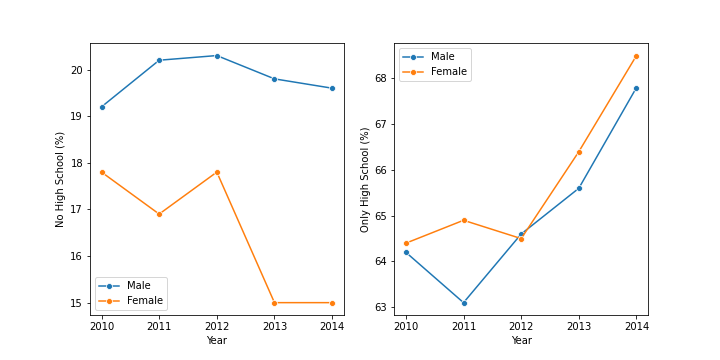 No High School (%)
20
19
18
17
16
15
Male
Female
2010 2011 2012 2013 2014
Year
Only High School (%)
Male
Female
68
67
66
65
64
63
2010 2011 2012 2013 2014
Year